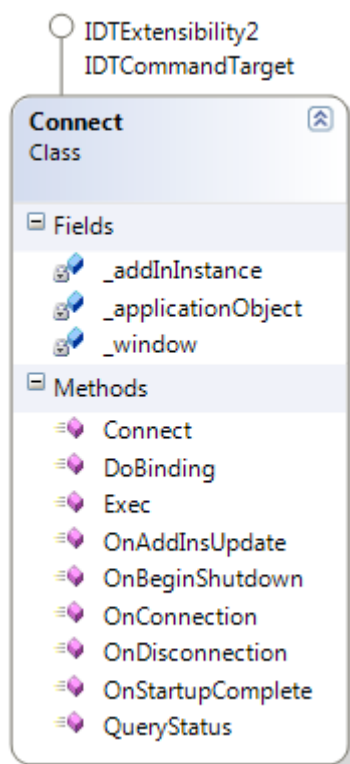 IDTExtensibility2
IDTCommandTarget
Connect
Class
Fields
_addInInstance
_applicationObject
_window
Methods
Connect
DoBinding
Exec
OnAddInsUpdate
OnBeginShutdown
OnConnection
OnDisconnection
OnStartupComplete
QueryStatus